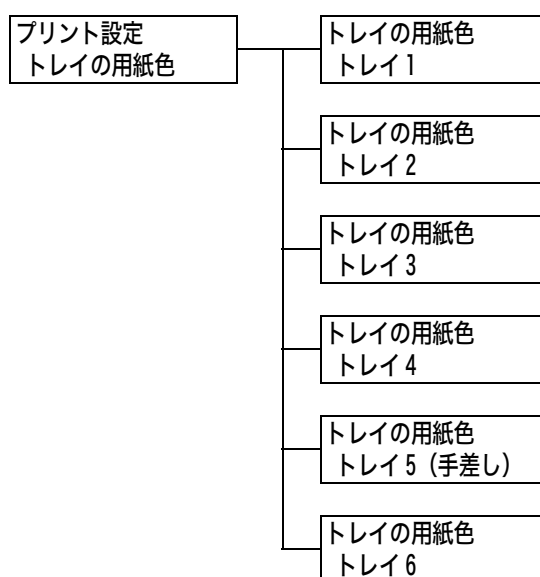 プリント設定
トレイの用紙色
トレイの用紙色
トレイ1
トレイの用紙色
トレイ2
トレイの用紙色
トレイ3
トレイの用紙色
トレイ4
トレイの用紙色
トレイ5（手差し）
トレイの用紙色
トレイ6